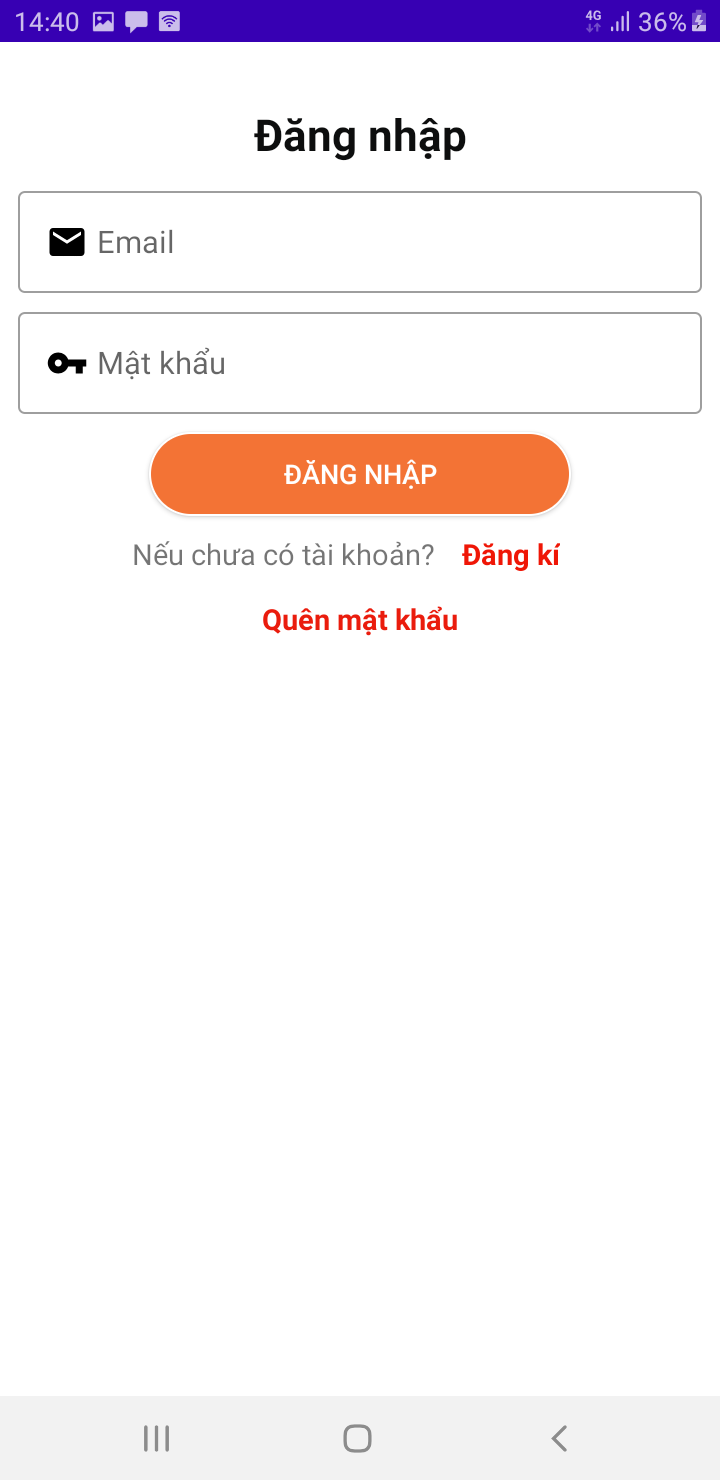 14:40 4G 36%
Đăng nhập
Email
Mật khẩu
ĐĂNG NHẬP
Nếu chưa có tài khoản? Đăng kí
Quên mật khẩu